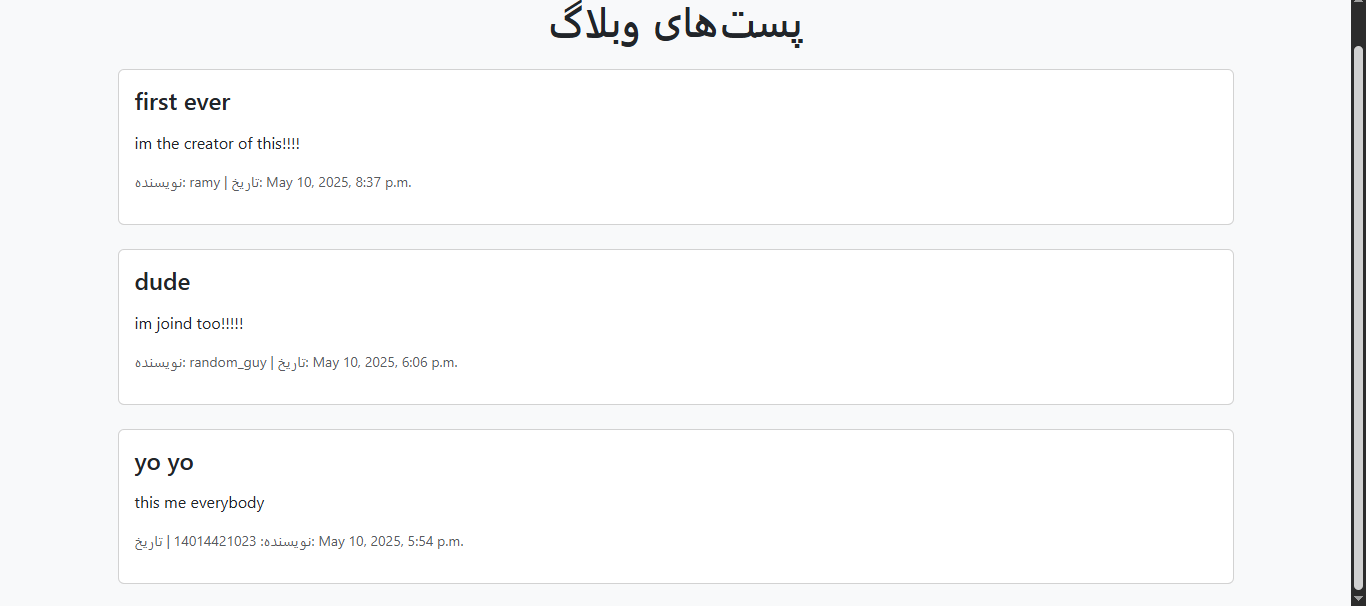 پست‌های وبلاگ
first ever
im the creator of this!!!!
نویسنده: ramy | تاریخ: May 10, 2025, 8:37 p.m.
dude
im joind too!!!!!
نویسنده: random_guy | تاریخ: May 10, 2025, 6:06 p.m.
yo yo
this me everybody
نویسنده: 14014421023 | تاریخ: May 10, 2025, 5:54 p.m.